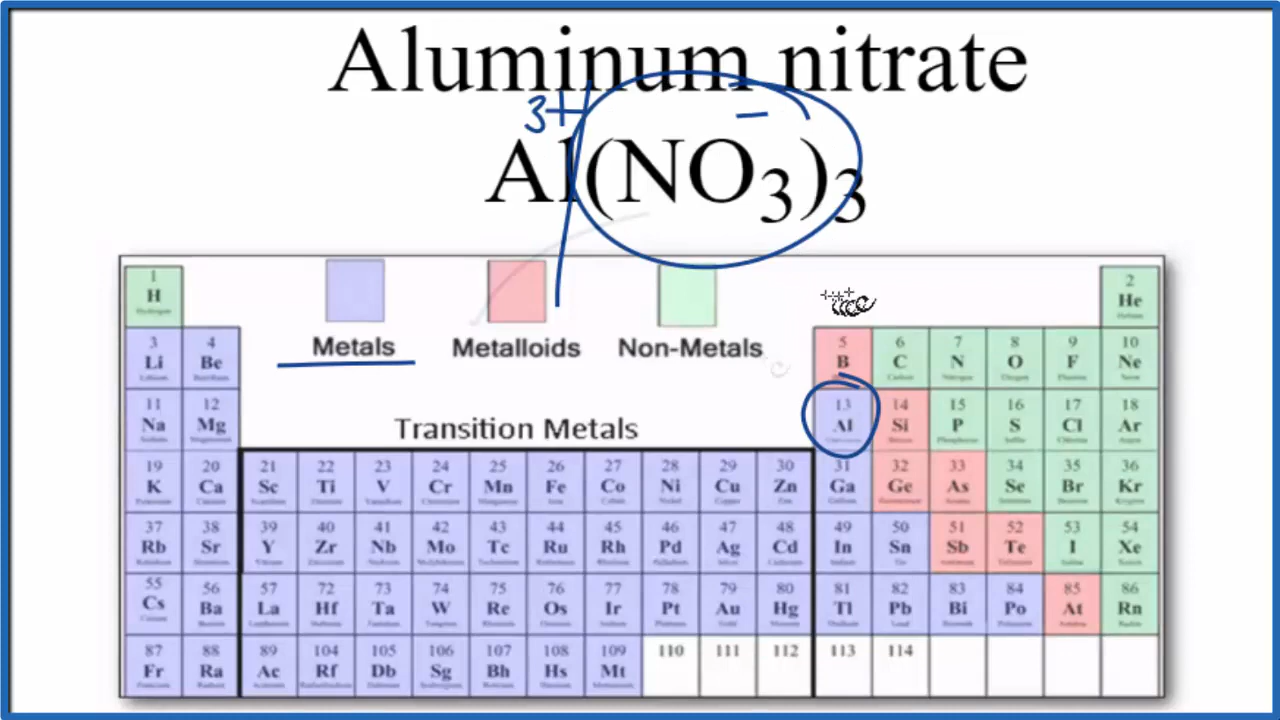 Aluminum nitrate
3+ −
Al(NO3)3
1 2
H He
Hydrogen Helium
Metals Metalloids Non-Metals
3 4 5 6 7 8 9 10
Li Be B C N O F Ne
11 12 13 14 15 16 17 18
Na Mg Transition Metals Al Si P S Cl Ar
19 20 21 22 23 24 25 26 27 28 29 30 31 32 33 34 35 36
K Ca Sc Ti V Cr Mn Fe Co Ni Cu Zn Ga Ge As Se Br Kr
37 38 39 40 41 42 43 44 45 46 47 48 49 50 51 52 53 54
Rb Sr Y Zr Nb Mo Tc Ru Rh Pd Ag Cd In Sn Sb Te I Xe
55 56 57 72 73 74 75 76 77 78 79 80 81 82 83 84 85 86
Cs Ba La Hf Ta W Re Os Ir Pt Au Hg Tl Pb Bi Po At Rn
87 88 89 104 105 106 107 108 109 110 111 112 113 114
Fr Ra Ac Rf Db Sg Bh Hs Mt